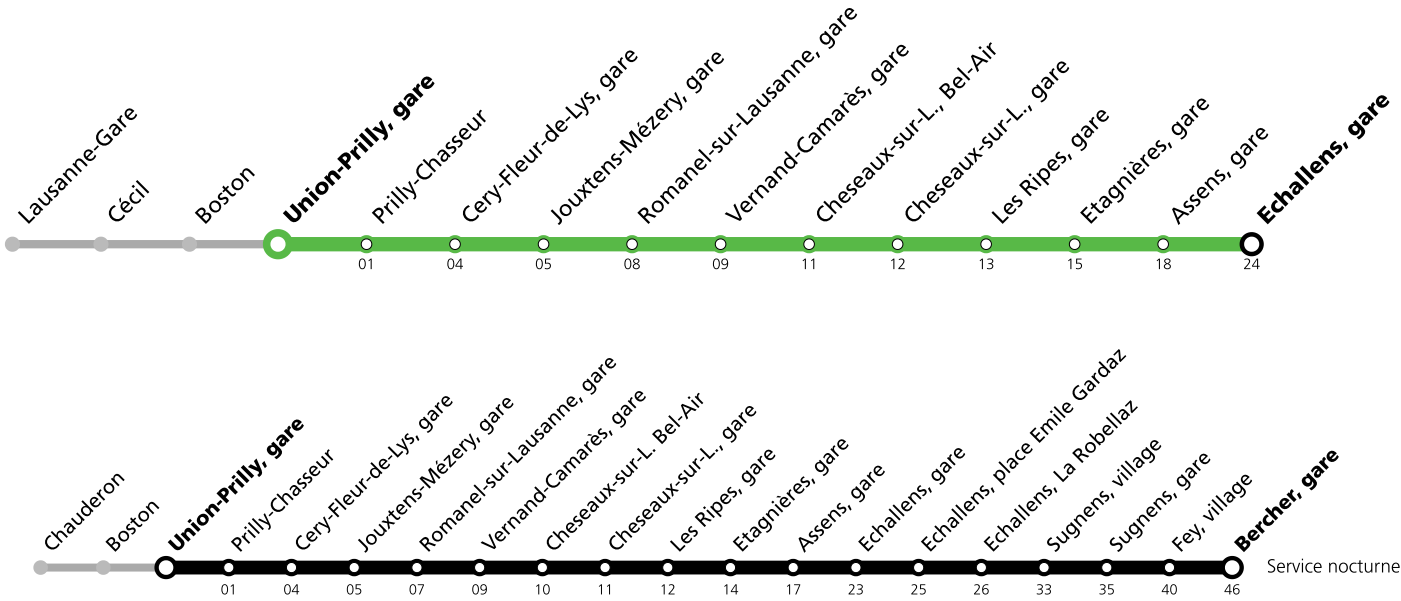 Lausanne-Gare
Cécil
Boston
Union-Prilly, gare
Prilly-Chasseur
Cery-Fleur-de-Lys, gare
Jouxtens-Mézery, gare
Romanel-sur-Lausanne, gare
Vernand-Camarès, gare
Cheseaux-sur-L., Bel-Air
Cheseaux-sur-L., gare
Les Ripes, gare
Etagnières, gare
Assens, gare
Echallens, gare
01 04 05 08 09 11 12 13 15 18 24
Chauderon
Boston
Union-Prilly, gare
Prilly-Chasseur
Cery-Fleur-de-Lys, gare
Jouxtens-Mézery, gare
Romanel-sur-Lausanne, gare
Vernand-Camarès, gare
Cheseaux-sur-L. Bel-Air
Cheseaux-sur-L., gare
Les Ripes, gare
Etagnières, gare
Assens, gare
Echallens, gare
Echallens, place Emile Gardaz
Echallens, La Robellaz
Sugnens, village
Sugnens, gare
Fey, village
Bercher, gare
Service nocturne
01 04 05 07 09 10 11 12 14 17 23 25 26 33 35 40 46